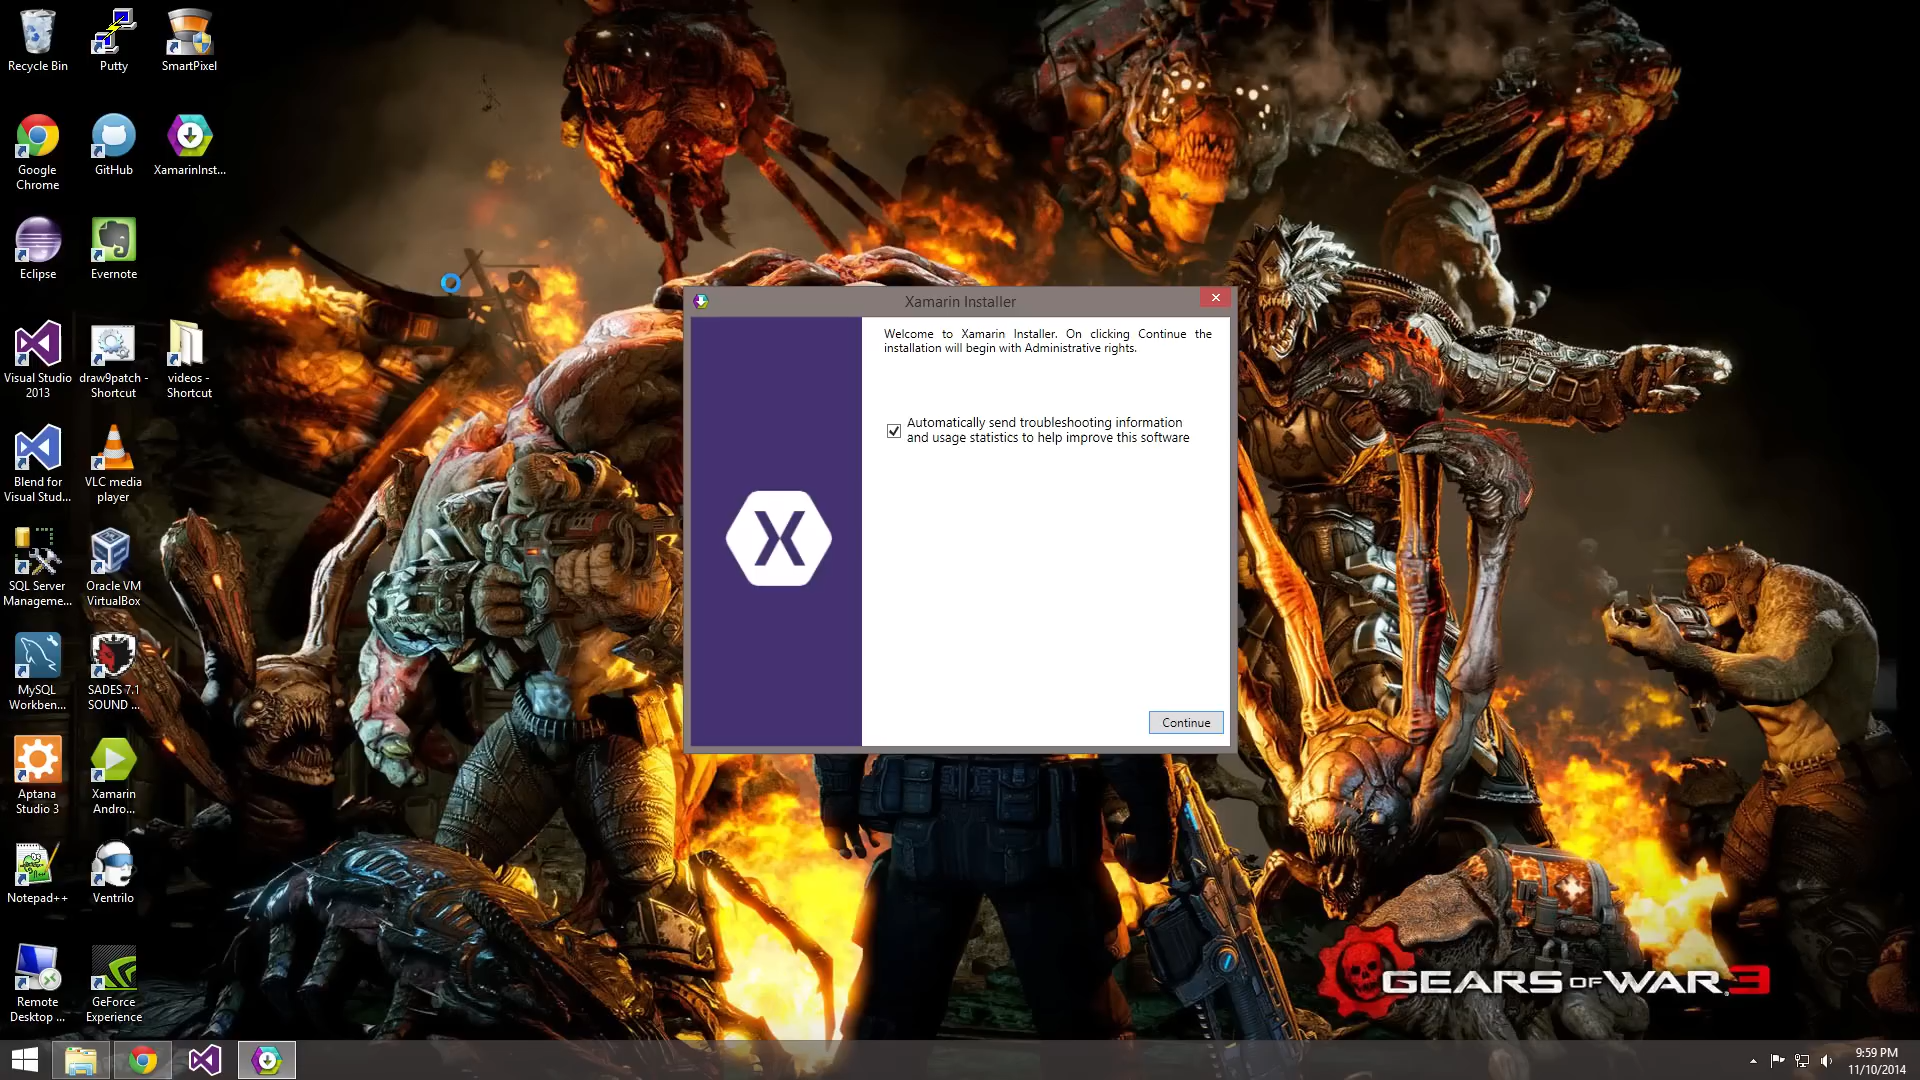 Recycle Bin
Putty
SmartPixel
Google
Chrome
GitHub
XamarinInst...
Eclipse
Evernote
Visual Studio
2013
draw9patch -
Shortcut
videos -
Shortcut
Blend for
Visual Stud...
VLC media
player
SQL Server
Manageme...
Oracle VM
VirtualBox
MySQL
Workben...
SADES 7.1
SOUND ...
Aptana
Studio 3
Xamarin
Andro...
Notepad++
Ventrilo
Remote
Desktop ...
GeForce
Experience
Xamarin Installer
Welcome to Xamarin Installer. On clicking Continue the
installation will begin with Administrative rights.
Automatically send troubleshooting information
and usage statistics to help improve this software
X
Continue
GEARS OF WAR 3
9:59 PM
11/10/2014